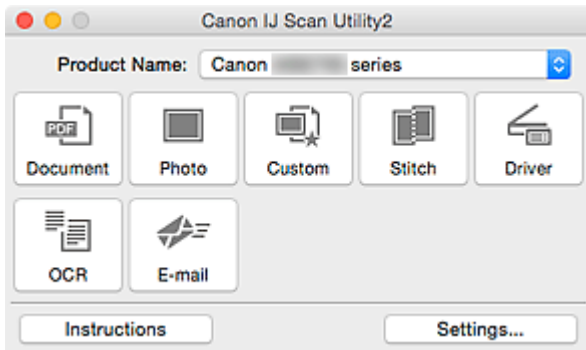 Canon IJ Scan Utility2
Product Name: Canon series
PDF
Document Photo Custom Stitch Driver
OCR E-mail
Instructions Settings...